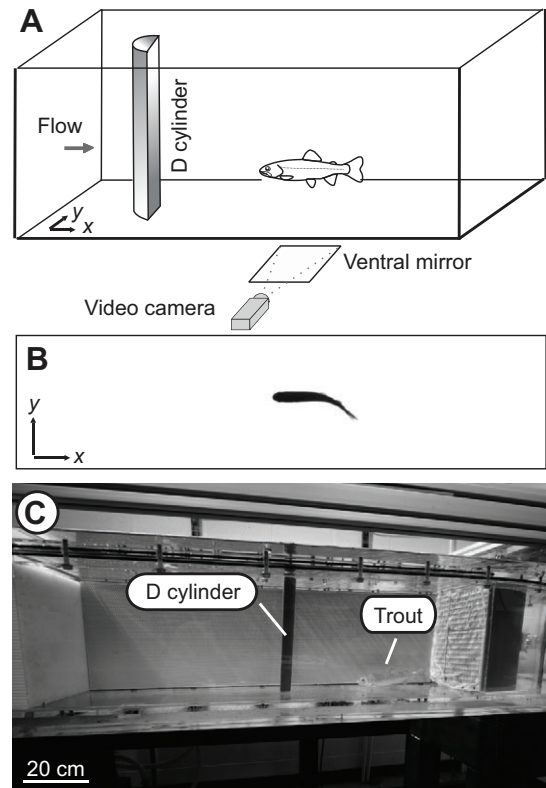 A
Flow
D cylinder
y
x
Ventral mirror
Video camera
B
y
x
C
D cylinder
Trout
20 cm